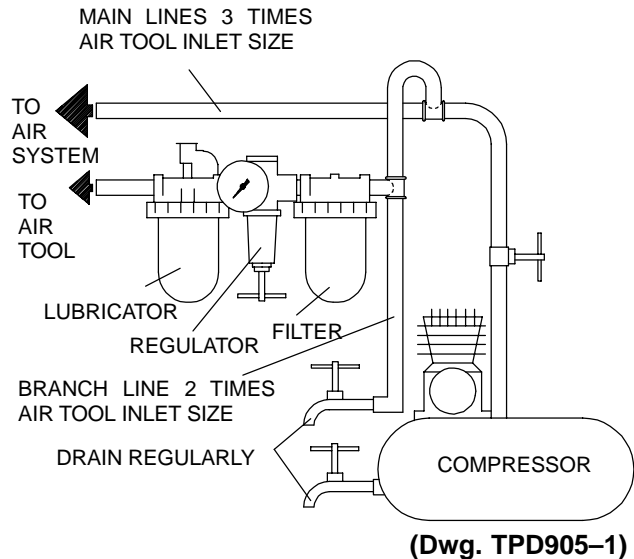 MAIN LINES 3 TIMES
AIR TOOL INLET SIZE
TO
AIR
SYSTEM
TO
AIR
TOOL
LUBRICATOR
REGULATOR
FILTER
BRANCH LINE 2 TIMES
AIR TOOL INLET SIZE
DRAIN REGULARLY
COMPRESSOR
(Dwg. TPD905–1)